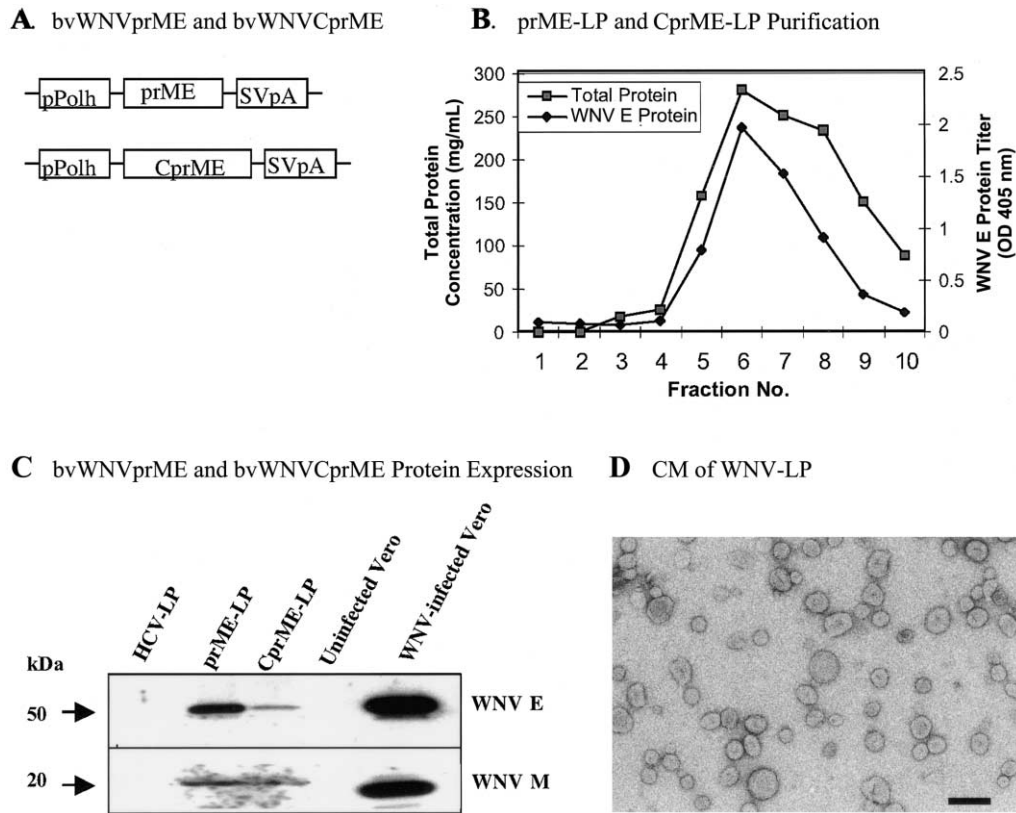 A. bvWNVprME and bvWNVCprME
pPolh prME SVpA
pPolh CprME SVpA
B. prME-LP and CprME-LP Purification
Total Protein
WNV E Protein
Total Protein
Concentration (mg/mL)
300
250
200
150
100
50
0
2.5
2
1.5
1
0.5
0
WNV E Protein Titer
(OD 405 nm)
1 2 3 4 5 6 7 8 9 10
Fraction No.
C bvWNVprME and bvWNVCprME Protein Expression
HCV-LP
prME-LP
CprME-LP
Uninfected Vero
WNV-infected Vero
kDa
50
WNV E
20
WNV M
D CM of WNV-LP